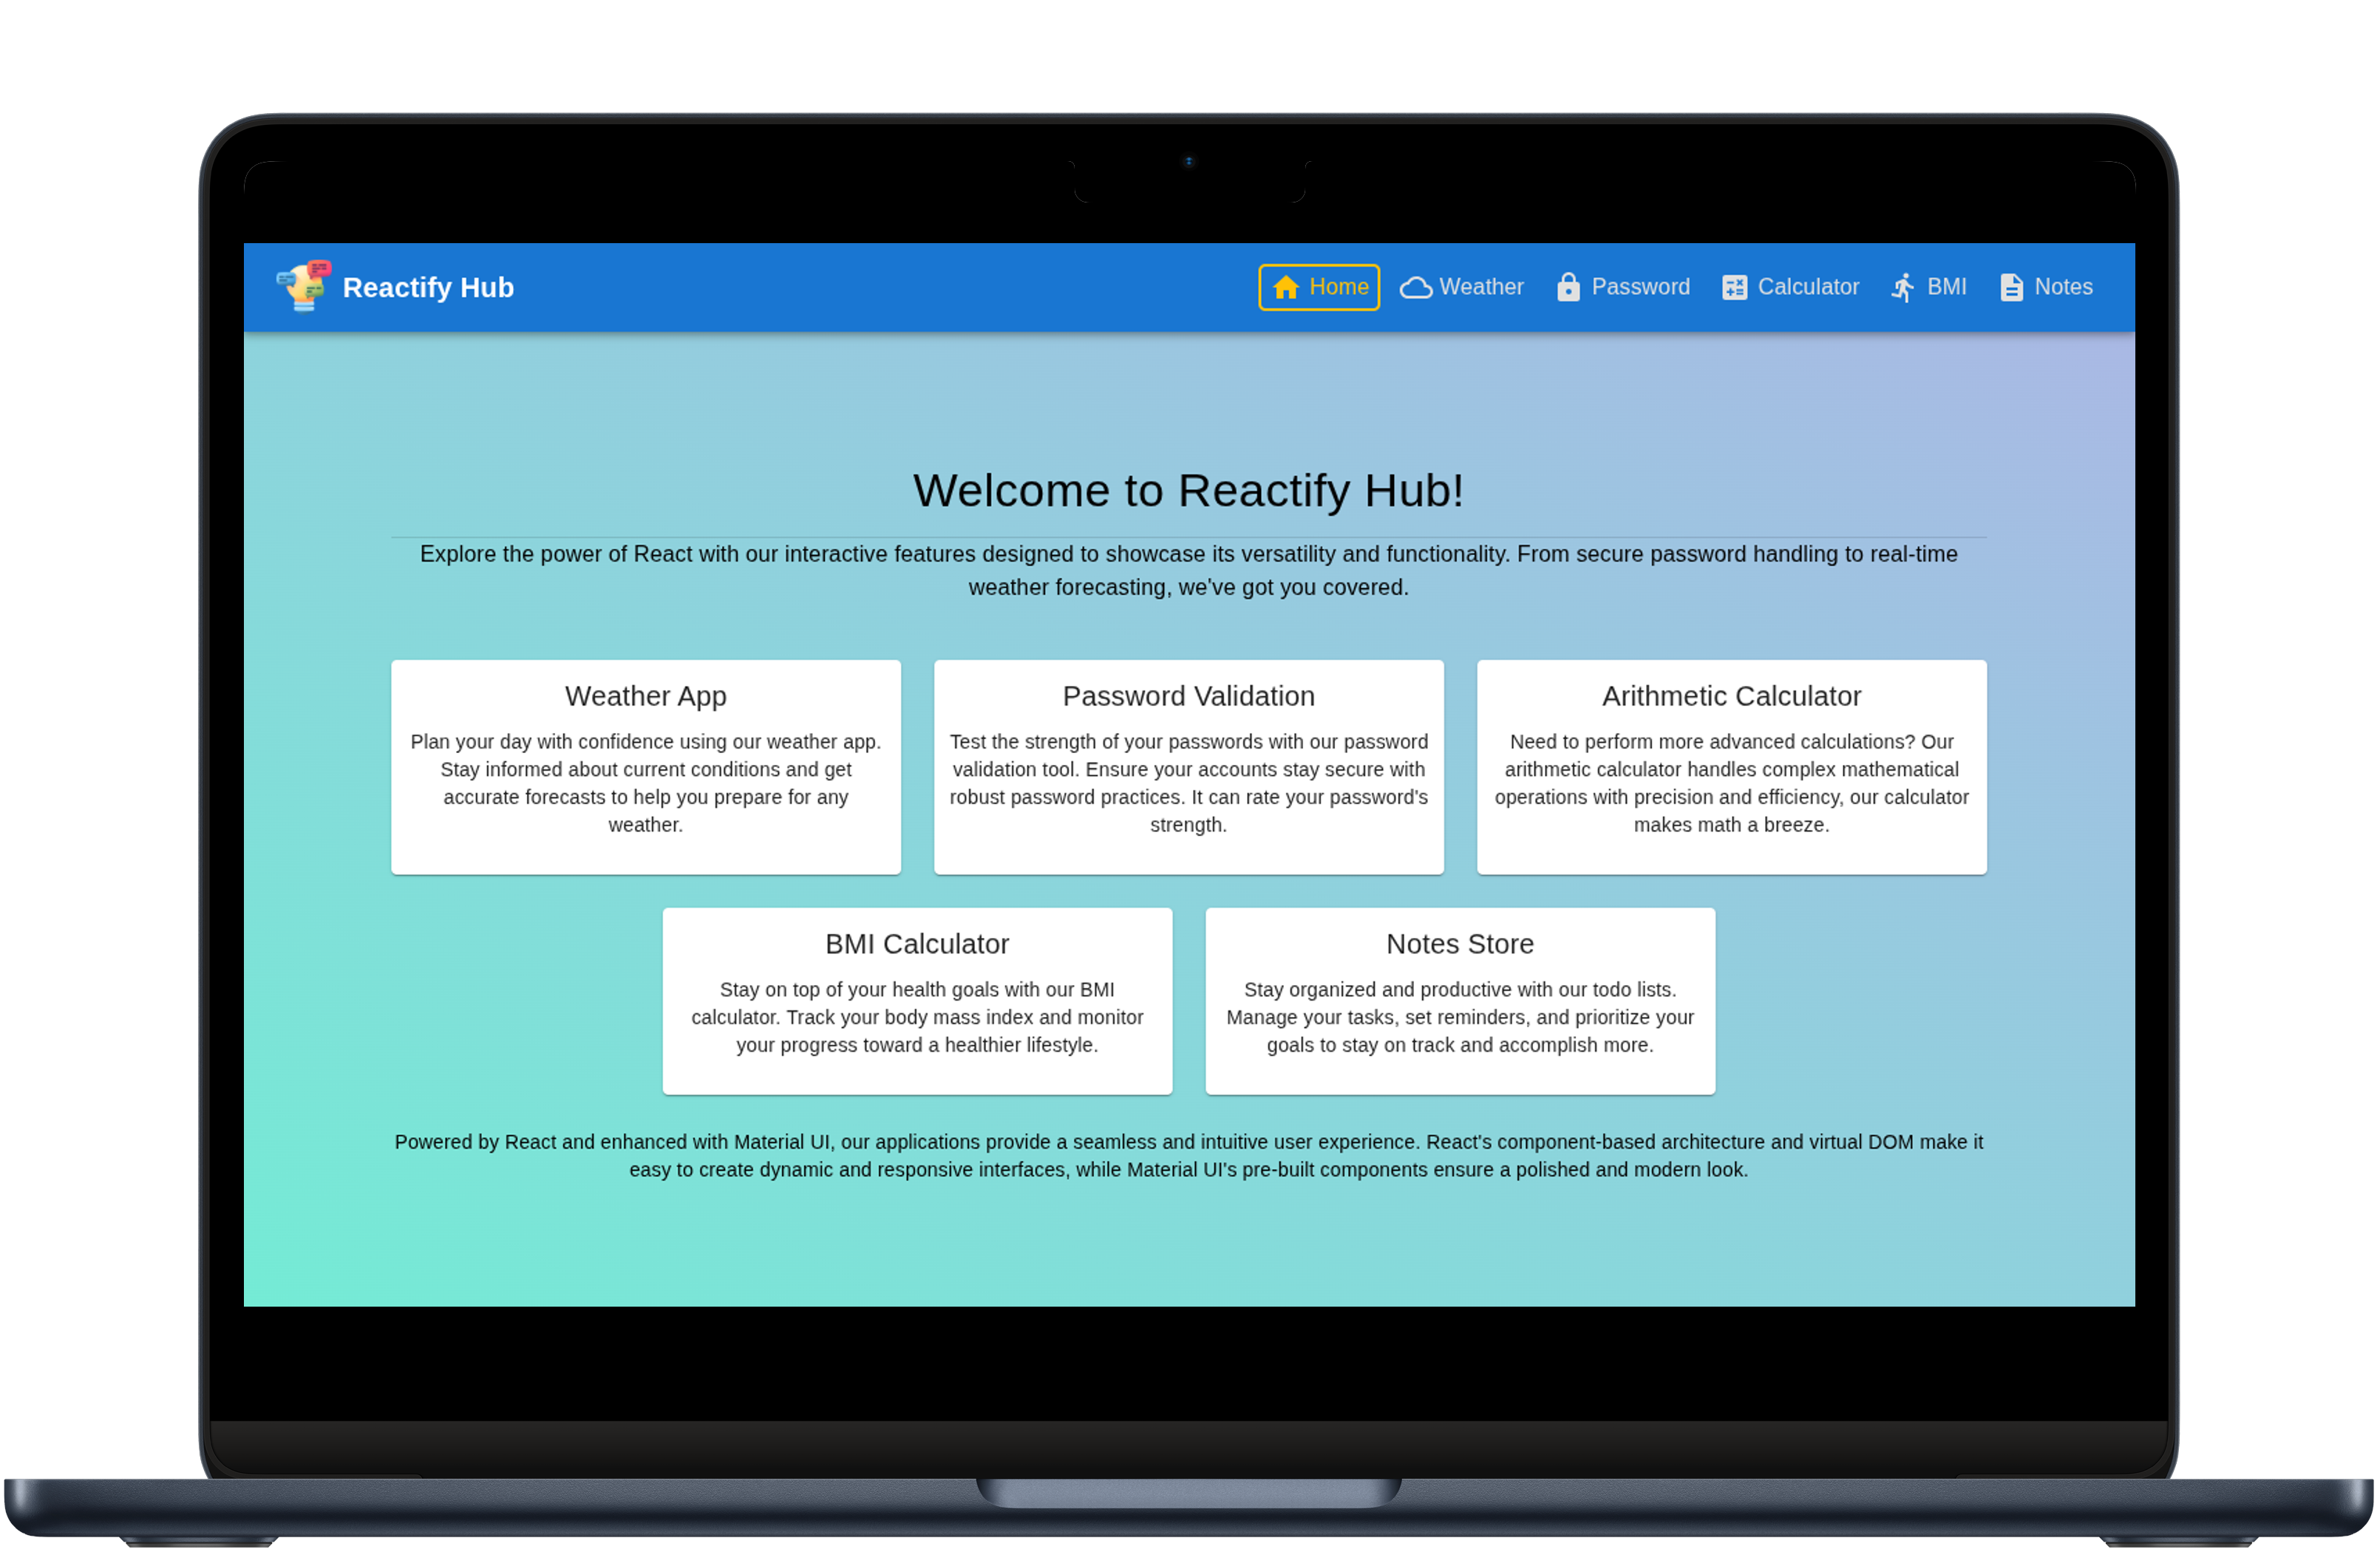 Reactify Hub
Home Weather Password Calculator BMI Notes
Welcome to Reactify Hub!
Explore the power of React with our interactive features designed to showcase its versatility and functionality. From secure password handling to real-time
weather forecasting, we've got you covered.
Weather App
Plan your day with confidence using our weather app.
Stay informed about current conditions and get
accurate forecasts to help you prepare for any
weather.
Password Validation
Test the strength of your passwords with our password
validation tool. Ensure your accounts stay secure with
robust password practices. It can rate your password's
strength.
Arithmetic Calculator
Need to perform more advanced calculations? Our
arithmetic calculator handles complex mathematical
operations with precision and efficiency, our calculator
makes math a breeze.
BMI Calculator
Stay on top of your health goals with our BMI
calculator. Track your body mass index and monitor
your progress toward a healthier lifestyle.
Notes Store
Stay organized and productive with our todo lists.
Manage your tasks, set reminders, and prioritize your
goals to stay on track and accomplish more.
Powered by React and enhanced with Material UI, our applications provide a seamless and intuitive user experience. React's component-based architecture and virtual DOM make it
easy to create dynamic and responsive interfaces, while Material UI's pre-built components ensure a polished and modern look.